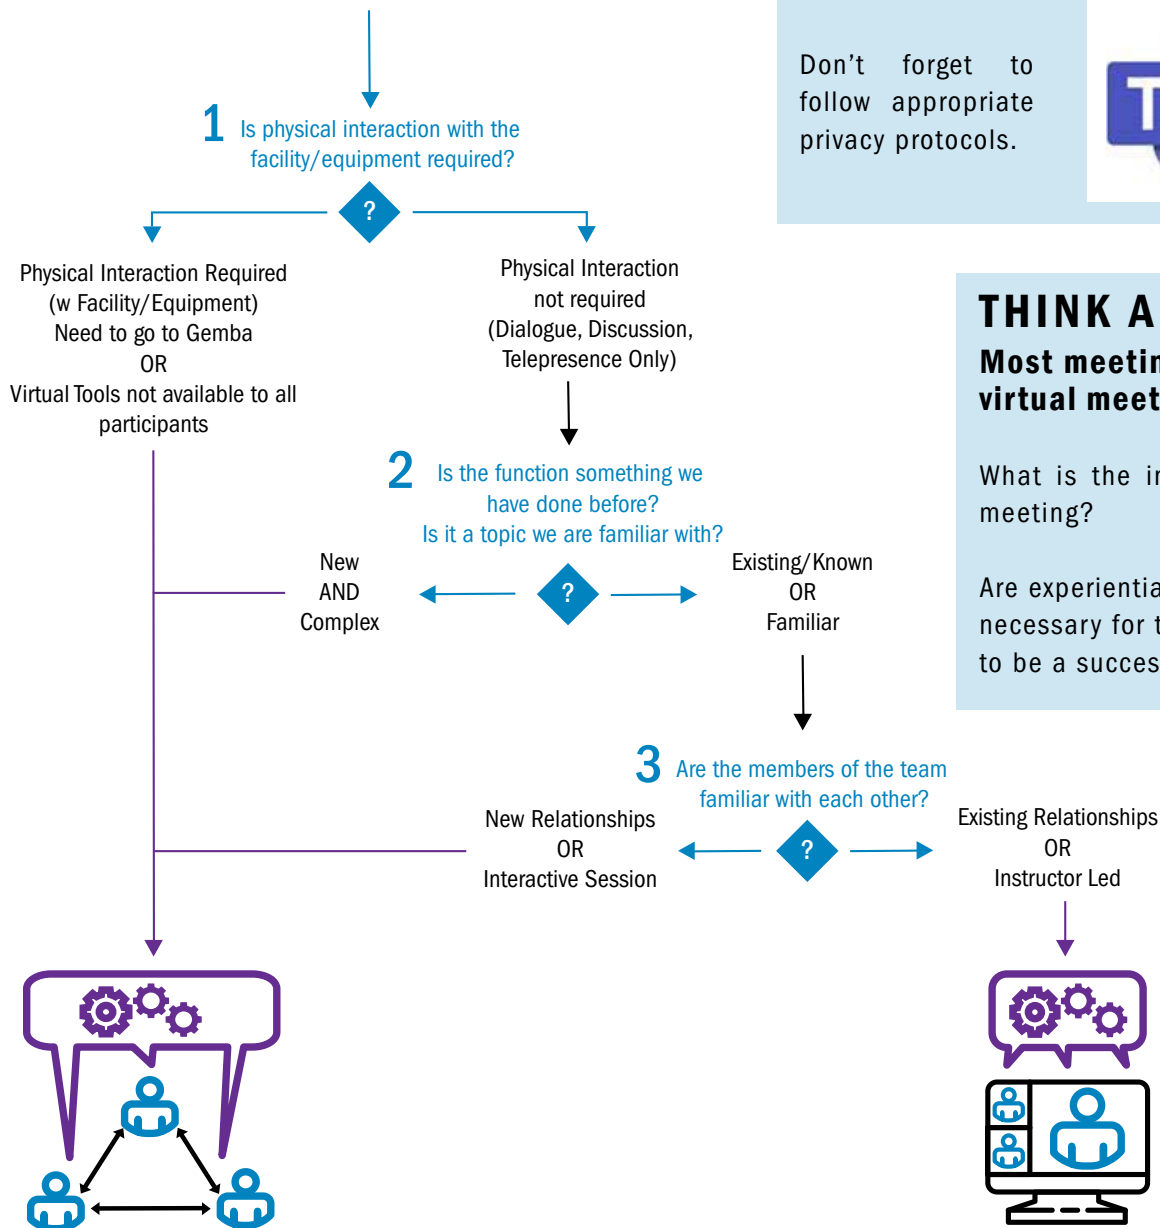 Don't forget to
follow appropriate
privacy protocols.
T
1
Is physical interaction with the
facility/equipment required?
?
Physical Interaction Required
(w Facility/Equipment)
Need to go to Gemba
OR
Virtual Tools not available to all
participants
Physical Interaction
not required
(Dialogue, Discussion,
Telepresence Only)
THINK A
Most meetin
virtual meet
What is the in
meeting?
Are experientia
necessary for t
to be a succes
2
Is the function something we
have done before?
Is it a topic we are familiar with?
?
New
AND
Complex
Existing/Known
OR
Familiar
3
Are the members of the team
familiar with each other?
?
New Relationships
OR
Interactive Session
Existing Relationships
OR
Instructor Led